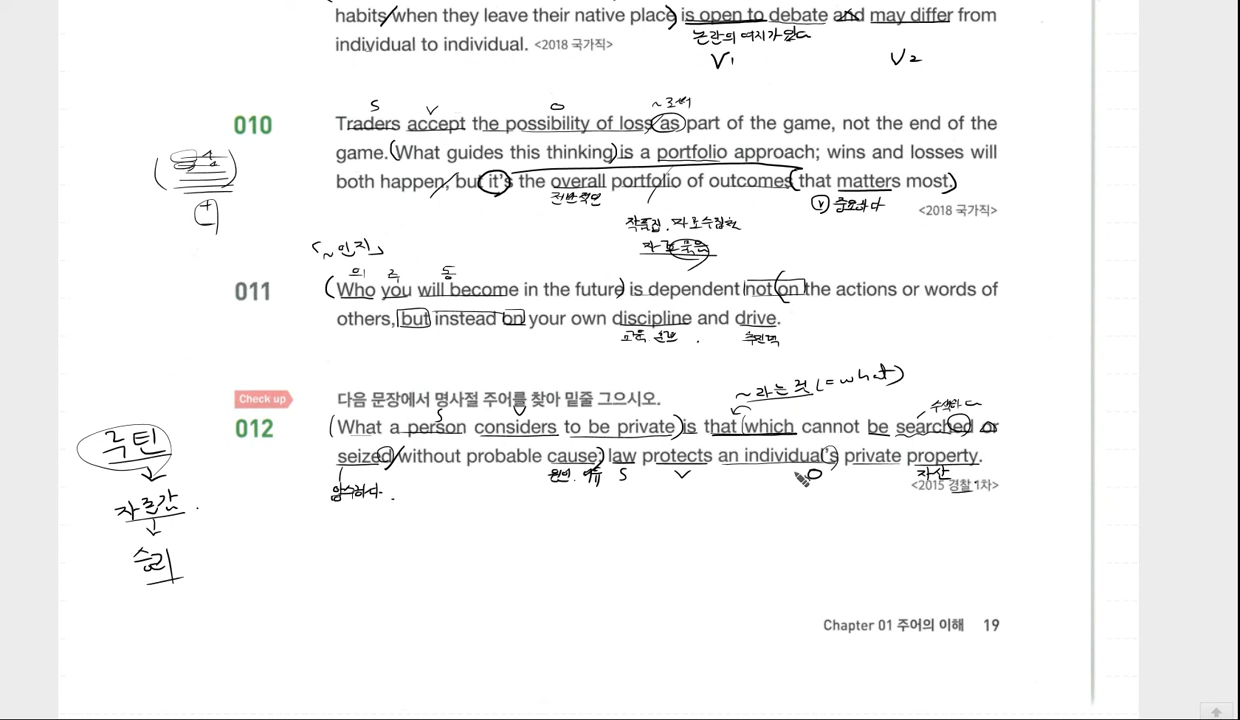 habits when they leave their native place is open to debate and may differ from
논란의 여지가 있다
V1 V2
individual to individual. <2018 국가직>
S V O ~로서
010 Traders accept the possibility of loss as part of the game, not the end of the
game. What guides this thinking is a portfolio approach; wins and losses will
both happen, but it's the overall portfolio of outcomes that matters most.
전반적인 ⓥ 중요하다
<2018 국가직>
작품집, 자료수집
「~인지」
의 주 동
011 Who you will become in the future is dependent not on the actions or words of
others, but instead on your own discipline and drive.
교육 추진력
~라는 것 (= what)
Check up 다음 문장에서 명사절 주어를 찾아 밑줄 그으시오.
S V 수색하다
012 What a person considers to be private is that which cannot be searched or
seized without probable cause; law protects an individual's private property.
압수하다. 원인, 이유 S V O 자산
<2015 경찰 1차>
루틴
자존감
승리
Chapter 01 주어의 이해 19